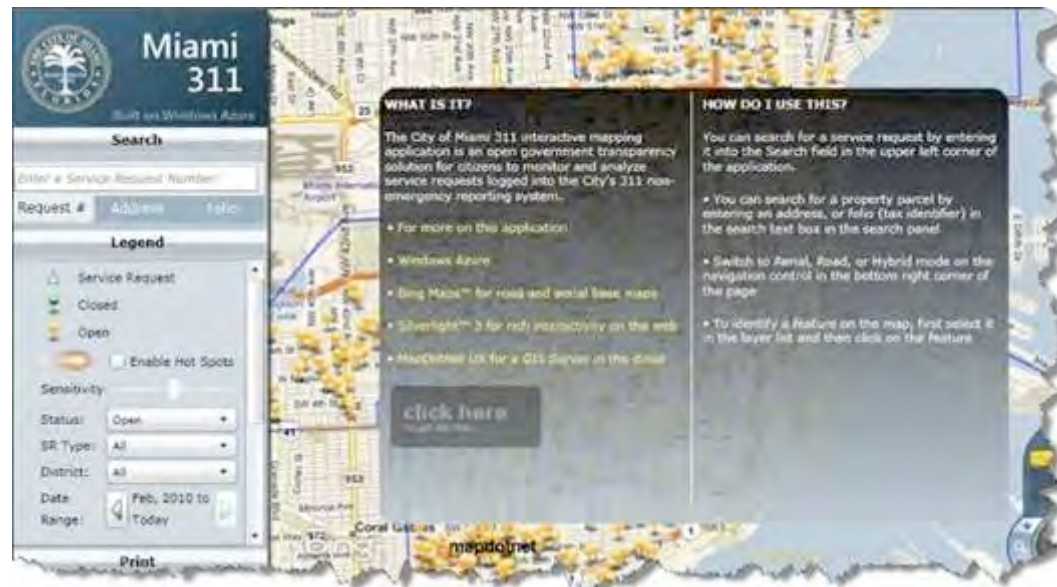 Miami
311
Built on Windows Azure
Search
Enter a Service Request Number
Request # Address Folio
Legend
Service Request
Closed
Open
Enable Hot Spots
Sensitivity
Status: Open
SR Type: All
District: All
Date Range: Feb, 2010 to Today
Print
WHAT IS IT?
The City of Miami 311 interactive mapping
application is an open government transparency
solution for citizens to monitor and analyze
service requests logged into the City's 311 non-
emergency reporting system.
• For more on this application
• Windows Azure
• Bing Maps™ for road and aerial base maps
• Silverlight™ 3 for rich interactivity on the web
• MapDotNet UX for a GIS Server in the cloud
click here
HOW DO I USE THIS?
You can search for a service request by entering
it into the Search field in the upper left corner of
the application.
• You can search for a property parcel by
entering an address, or folio (tax identifier) in
the search text box in the search panel
• Switch to Aerial, Road, or Hybrid mode on the
navigation control in the bottom right corner of
the page
• To identify a feature on the map, first select it
in the layer list and then click on the feature
Okeechobee Rd
25
953
Airport
41
953
972
Coral Gables
mapdotnet